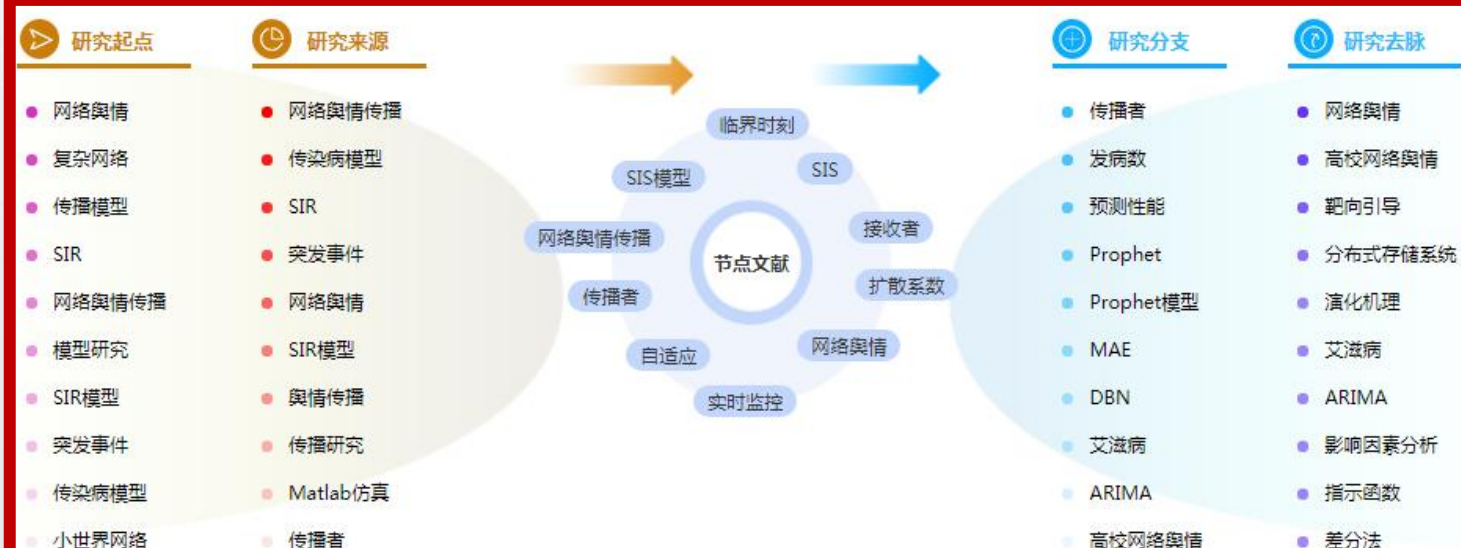 研究起点
网络舆情
复杂网络
传播模型
SIR
网络舆情传播
模型研究
SIR模型
突发事件
传染病模型
小世界网络
研究来源
网络舆情传播
传染病模型
SIR
突发事件
网络舆情
SIR模型
舆情传播
传播研究
Matlab仿真
传播者
临界时刻
SIS模型
SIS
网络舆情传播
接收者
节点文献
传播者
扩散系数
自适应
网络舆情
实时监控
研究分支
传播者
发病数
预测性能
Prophet
Prophet模型
MAE
DBN
艾滋病
ARIMA
高校网络舆情
研究去脉
网络舆情
高校网络舆情
靶向引导
分布式存储系统
演化机理
艾滋病
ARIMA
影响因素分析
指示函数
差分法